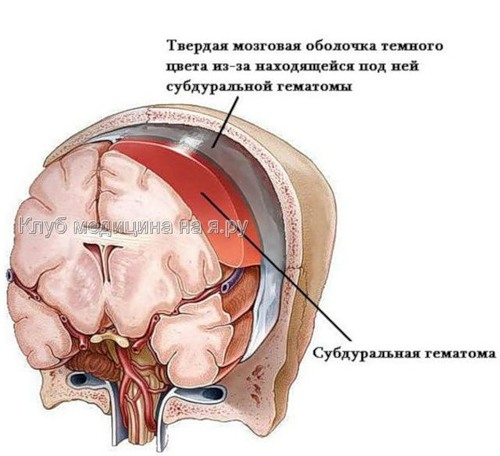 Твердая мозговая оболочка темного
цвета из-за находящейся под ней
субдуральной гематомы
Клуб медицина на я.ру
Субдуральная гематома